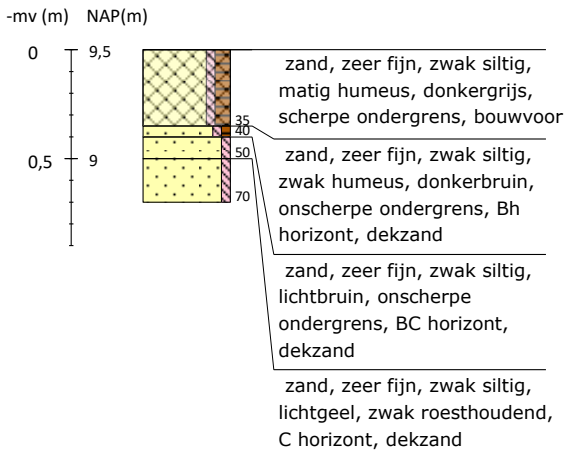 -mv (m) NAP(m)
0 9,5
35
40
0,5 9
50
70
zand, zeer fijn, zwak siltig,
matig humeus, donkergrijs,
scherpe ondergrens, bouwvoor
zand, zeer fijn, zwak siltig,
zwak humeus, donkerbruin,
onscherpe ondergrens, Bh
horizont, dekzand
zand, zeer fijn, zwak siltig,
lichtbruin, onscherpe
ondergrens, BC horizont,
dekzand
zand, zeer fijn, zwak siltig,
lichtgeel, zwak roesthoudend,
C horizont, dekzand